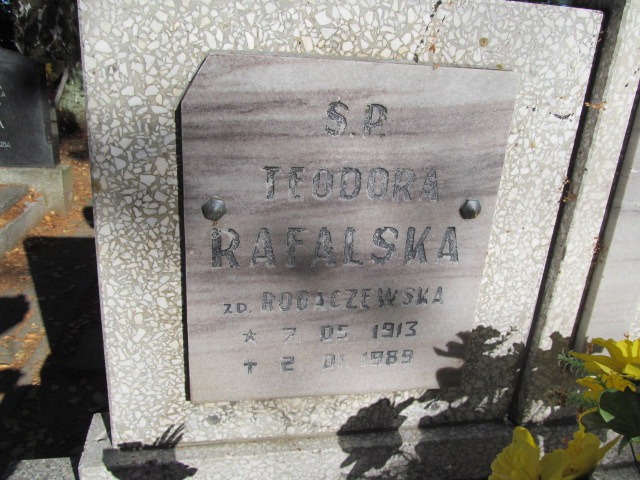 Ś.P.
TEODORA
RAFALSKA
ZD. ROGACZEWSKA
* 7 05 1913
✝ 2 01 1989